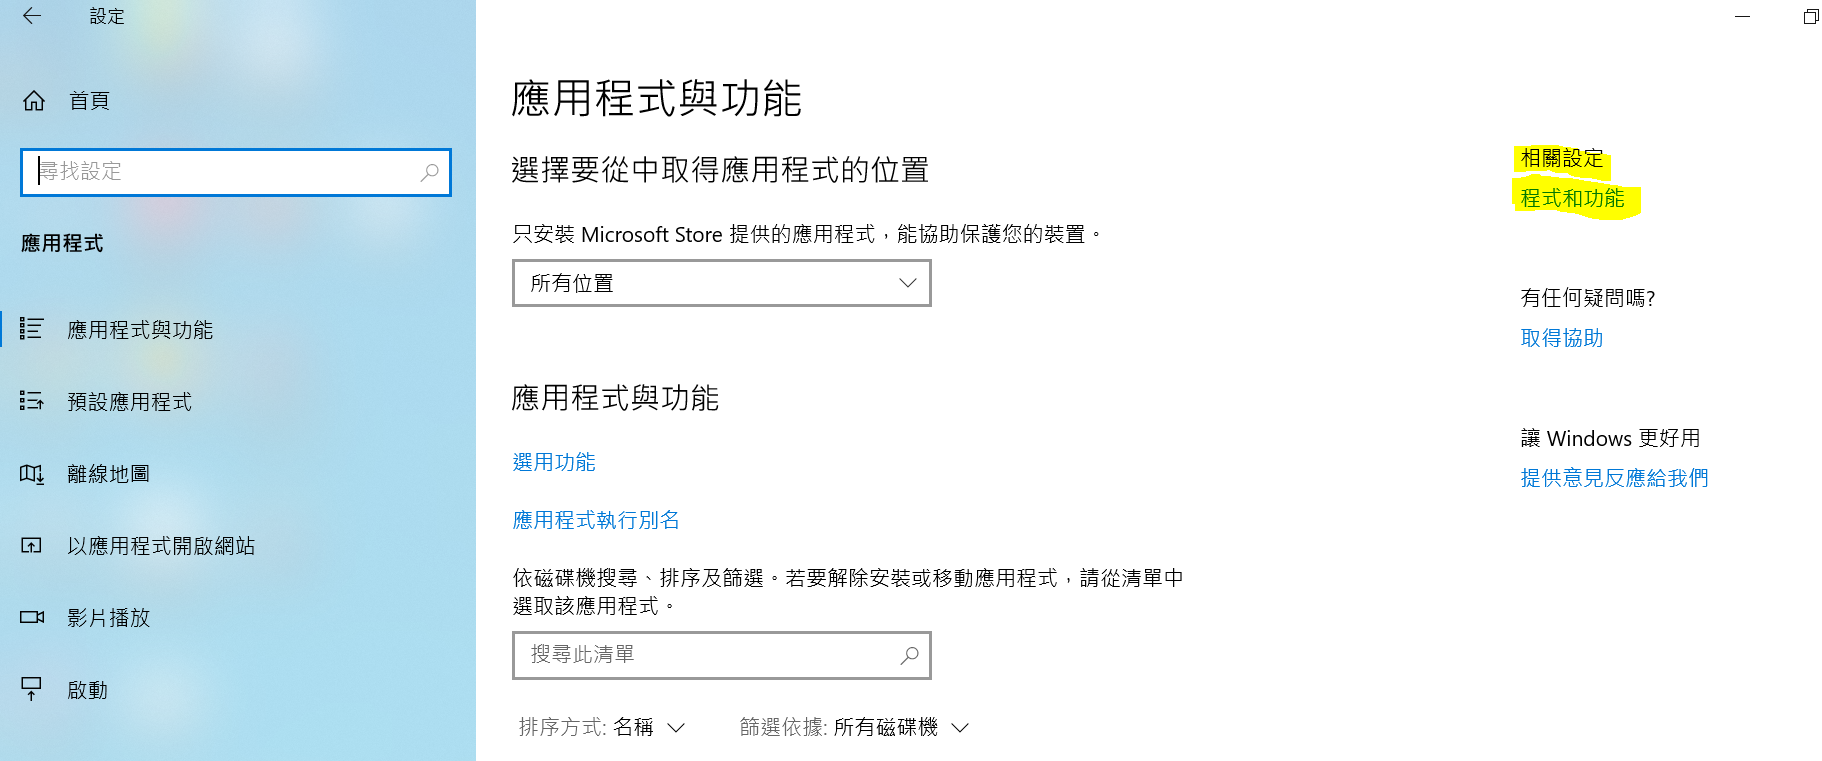 設定
首頁
尋找設定
應用程式
應用程式與功能
預設應用程式
離線地圖
以應用程式開啟網站
影片播放
啟動
應用程式與功能
選擇要從中取得應用程式的位置
只安裝 Microsoft Store 提供的應用程式，能協助保護您的裝置。
所有位置
應用程式與功能
選用功能
應用程式執行別名
依磁碟機搜尋、排序及篩選。若要解除安裝或移動應用程式，請從清單中
選取該應用程式。
搜尋此清單
排序方式: 名稱
篩選依據: 所有磁碟機
相關設定
程式和功能
有任何疑問嗎?
取得協助
讓 Windows 更好用
提供意見反應給我們